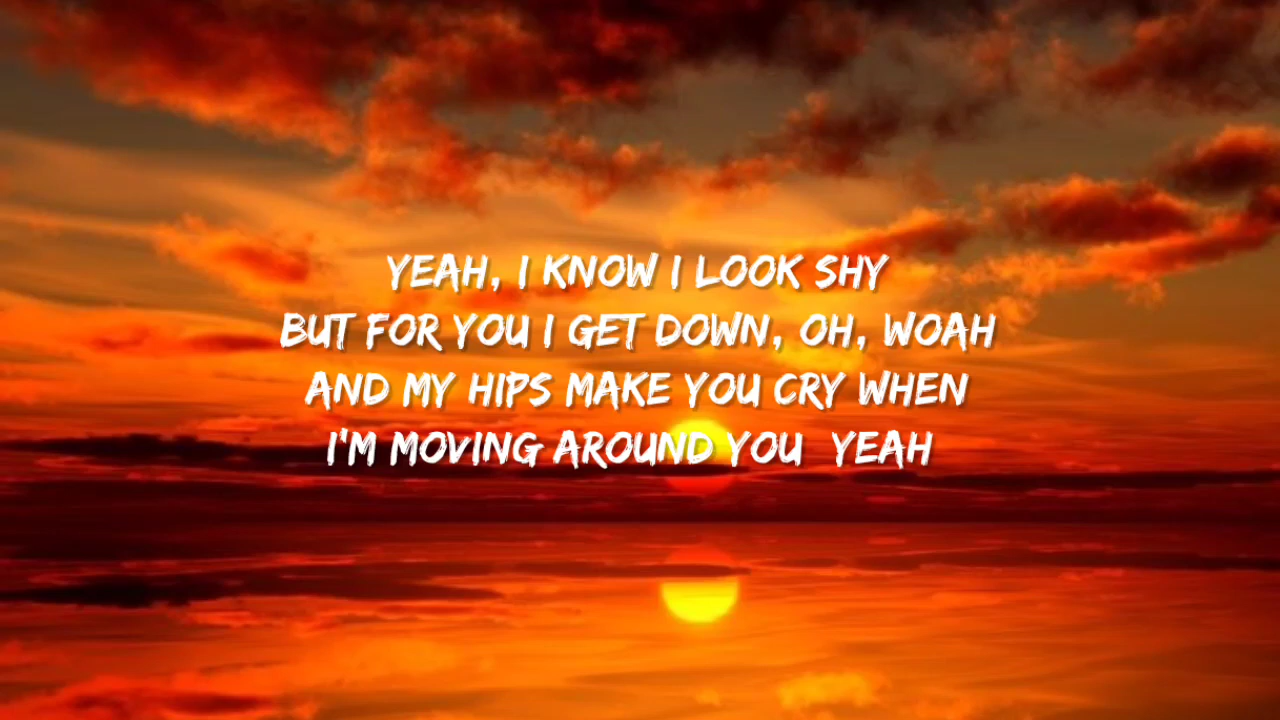 YEAH, I KNOW I LOOK SHY
BUT FOR YOU I GET DOWN, OH, WOAH
AND MY HIPS MAKE YOU CRY WHEN
I'M MOVING AROUND YOU  YEAH